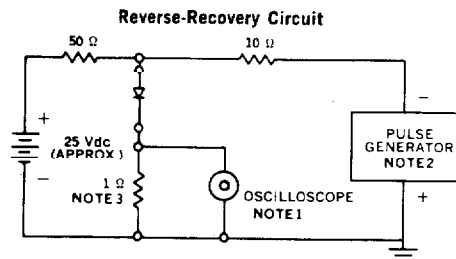 Reverse-Recovery Circuit
50 Ω
10 Ω
+
25 Vdc
(APPROX.)
−
1 Ω
NOTE 3
OSCILLOSCOPE
NOTE 1
−
PULSE
GENERATOR
NOTE 2
+